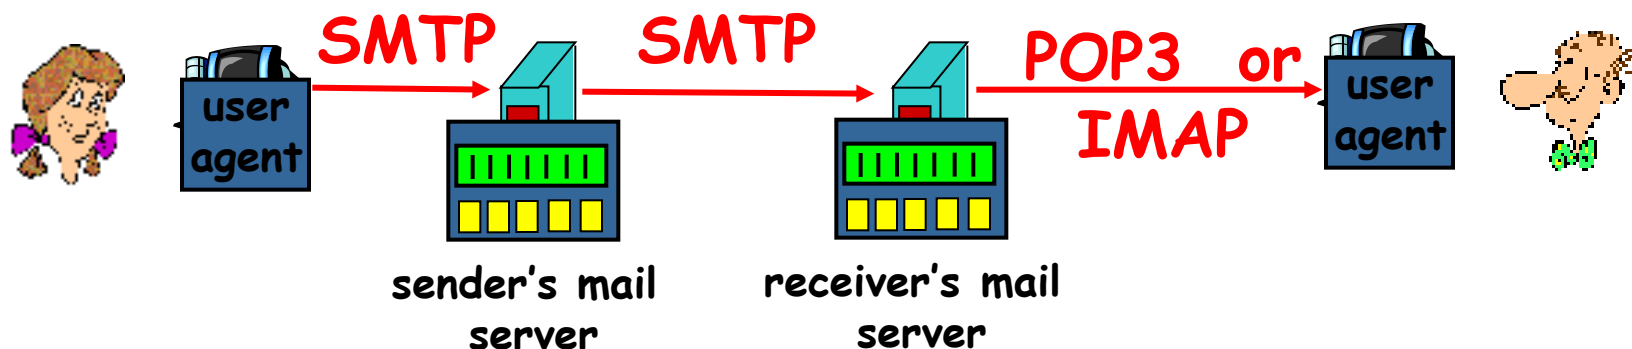 SMTP
SMTP
POP3 or
IMAP
user
agent
user
agent
sender's mail
server
receiver's mail
server